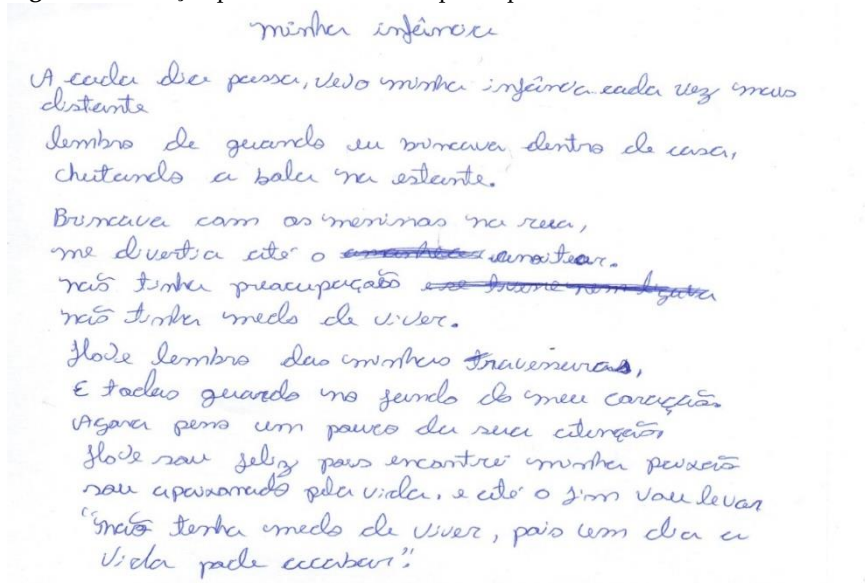 minha infância
A cada dia passa, vejo minha infância cada vez mais
distante
lembro de quando eu brincava dentro de casa,
chutando a bola na estante.
Brincava com os meninos na rua,
me divertia até o anoitecer.
não tinha preocupação
não tinha medo de viver.
Hoje lembro das minhas travessuras,
E todas guardo no fundo do meu coração
Agora peço um pouco da sua atenção
Hoje sou feliz pois encontrei minha paixão
sou apaixonado pela vida, e até o fim vou levar
"não tenha medo de viver, pois um dia a
vida pode acabar".